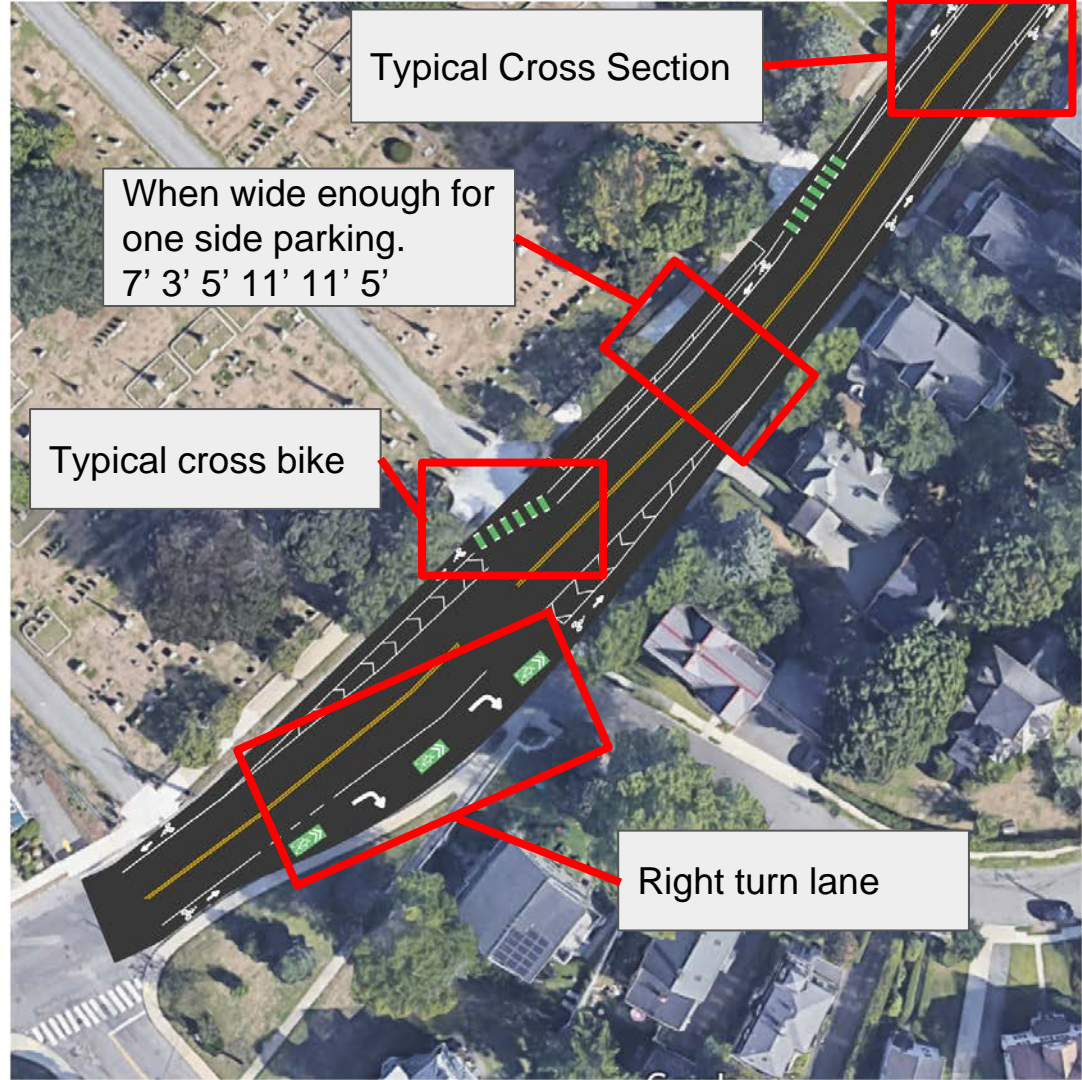 Typical Cross Section
When wide enough for
one side parking.
7’ 3’ 5’ 11’ 11’ 5’
Typical cross bike
Right turn lane